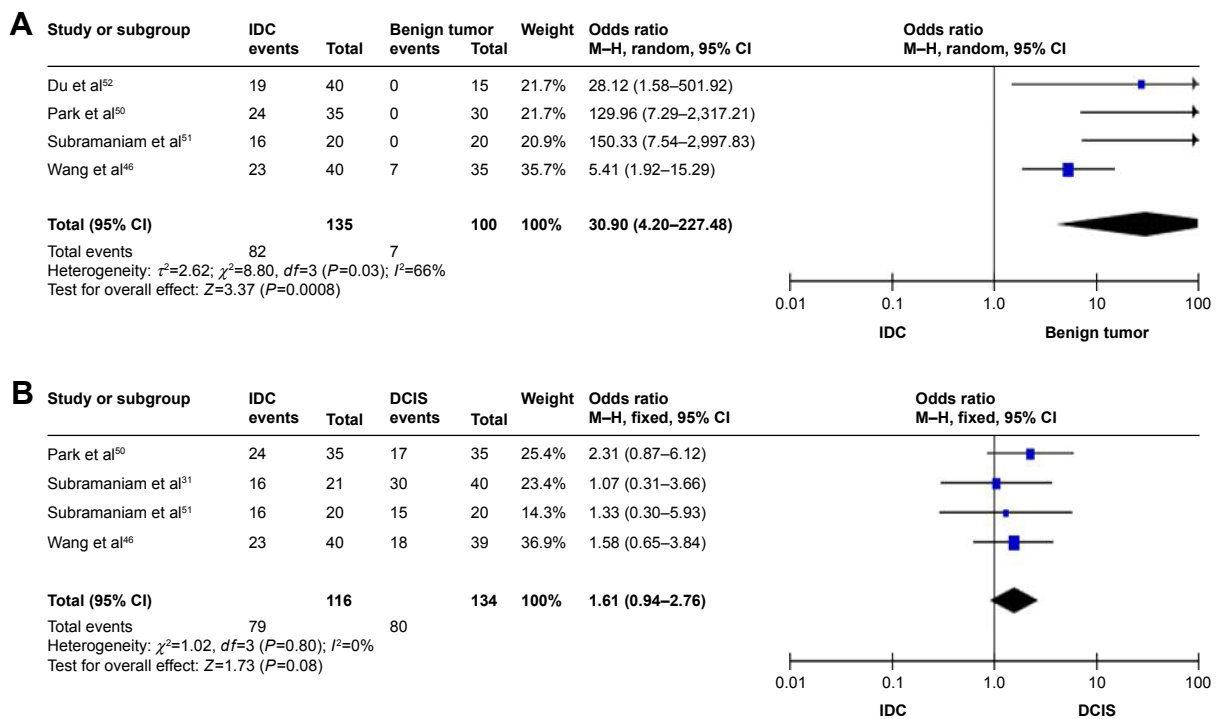 A
Study or subgroup IDC events Total Benign tumor events Total Weight Odds ratio M–H, random, 95% CI Odds ratio M–H, random, 95% CI
Du et al52 19 40 0 15 21.7% 28.12 (1.58–501.92)
Park et al50 24 35 0 30 21.7% 129.96 (7.29–2,317.21)
Subramaniam et al51 16 20 0 20 20.9% 150.33 (7.54–2,997.83)
Wang et al46 23 40 7 35 35.7% 5.41 (1.92–15.29)
Total (95% CI) 135 100 100% 30.90 (4.20–227.48)
Total events 82 7
Heterogeneity: τ²=2.62; χ²=8.80, df=3 (P=0.03); I²=66%
Test for overall effect: Z=3.37 (P=0.0008)
0.01 0.1 1.0 10 100
IDC Benign tumor
B
Study or subgroup IDC events Total DCIS events Total Weight Odds ratio M–H, fixed, 95% CI Odds ratio M–H, fixed, 95% CI
Park et al50 24 35 17 35 25.4% 2.31 (0.87–6.12)
Subramaniam et al31 16 21 30 40 23.4% 1.07 (0.31–3.66)
Subramaniam et al51 16 20 15 20 14.3% 1.33 (0.30–5.93)
Wang et al46 23 40 18 39 36.9% 1.58 (0.65–3.84)
Total (95% CI) 116 134 100% 1.61 (0.94–2.76)
Total events 79 80
Heterogeneity: χ²=1.02, df=3 (P=0.80); I²=0%
Test for overall effect: Z=1.73 (P=0.08)
0.01 0.1 1.0 10 100
IDC DCIS